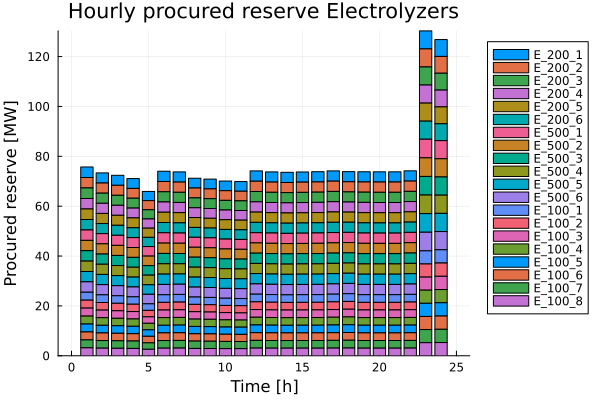 Hourly procured reserve Electrolyzers
Procured reserve [MW]
120
100
80
60
40
20
0
0 5 10 15 20 25
Time [h]
E_200_1
E_200_2
E_200_3
E_200_4
E_200_5
E_200_6
E_500_1
E_500_2
E_500_3
E_500_4
E_500_5
E_500_6
E_100_1
E_100_2
E_100_3
E_100_4
E_100_5
E_100_6
E_100_7
E_100_8